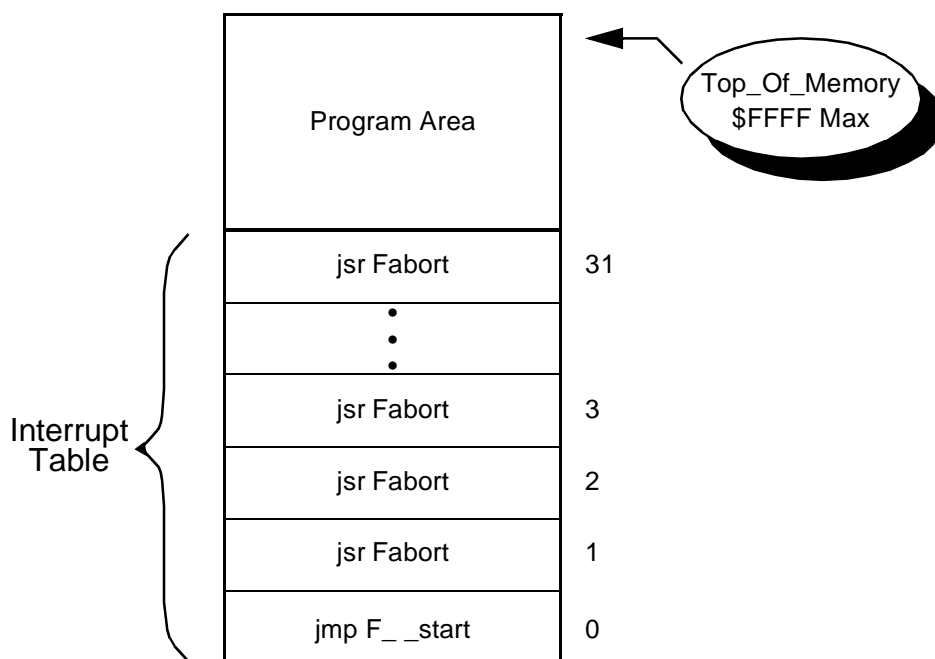 Top_Of_Memory
$FFFF Max
Program Area
jsr Fabort 31
jsr Fabort 3
Interrupt
Table
jsr Fabort 2
jsr Fabort 1
jmp F_ _start 0